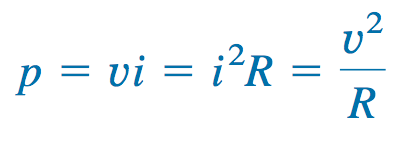 p = vi = i²R = v²/R